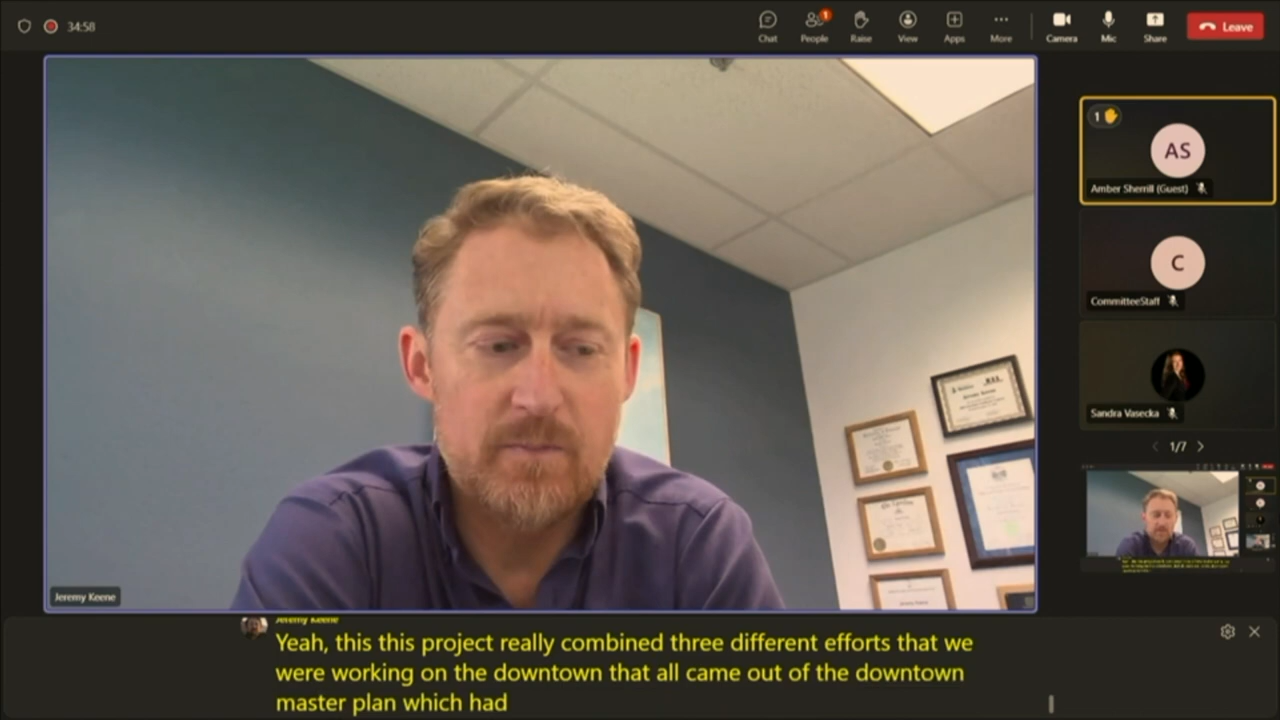 34:58
Chat
People
1
Raise
View
Apps
More
Camera
Mic
Share
Leave
1
AS
Amber Sherrill (Guest)
C
CommitteeStaff
Sandra Vasecka
1/7
Jeremy Keene
Jeremy Keene
Yeah, this this project really combined three different efforts that we
were working on the downtown that all came out of the downtown
master plan which had